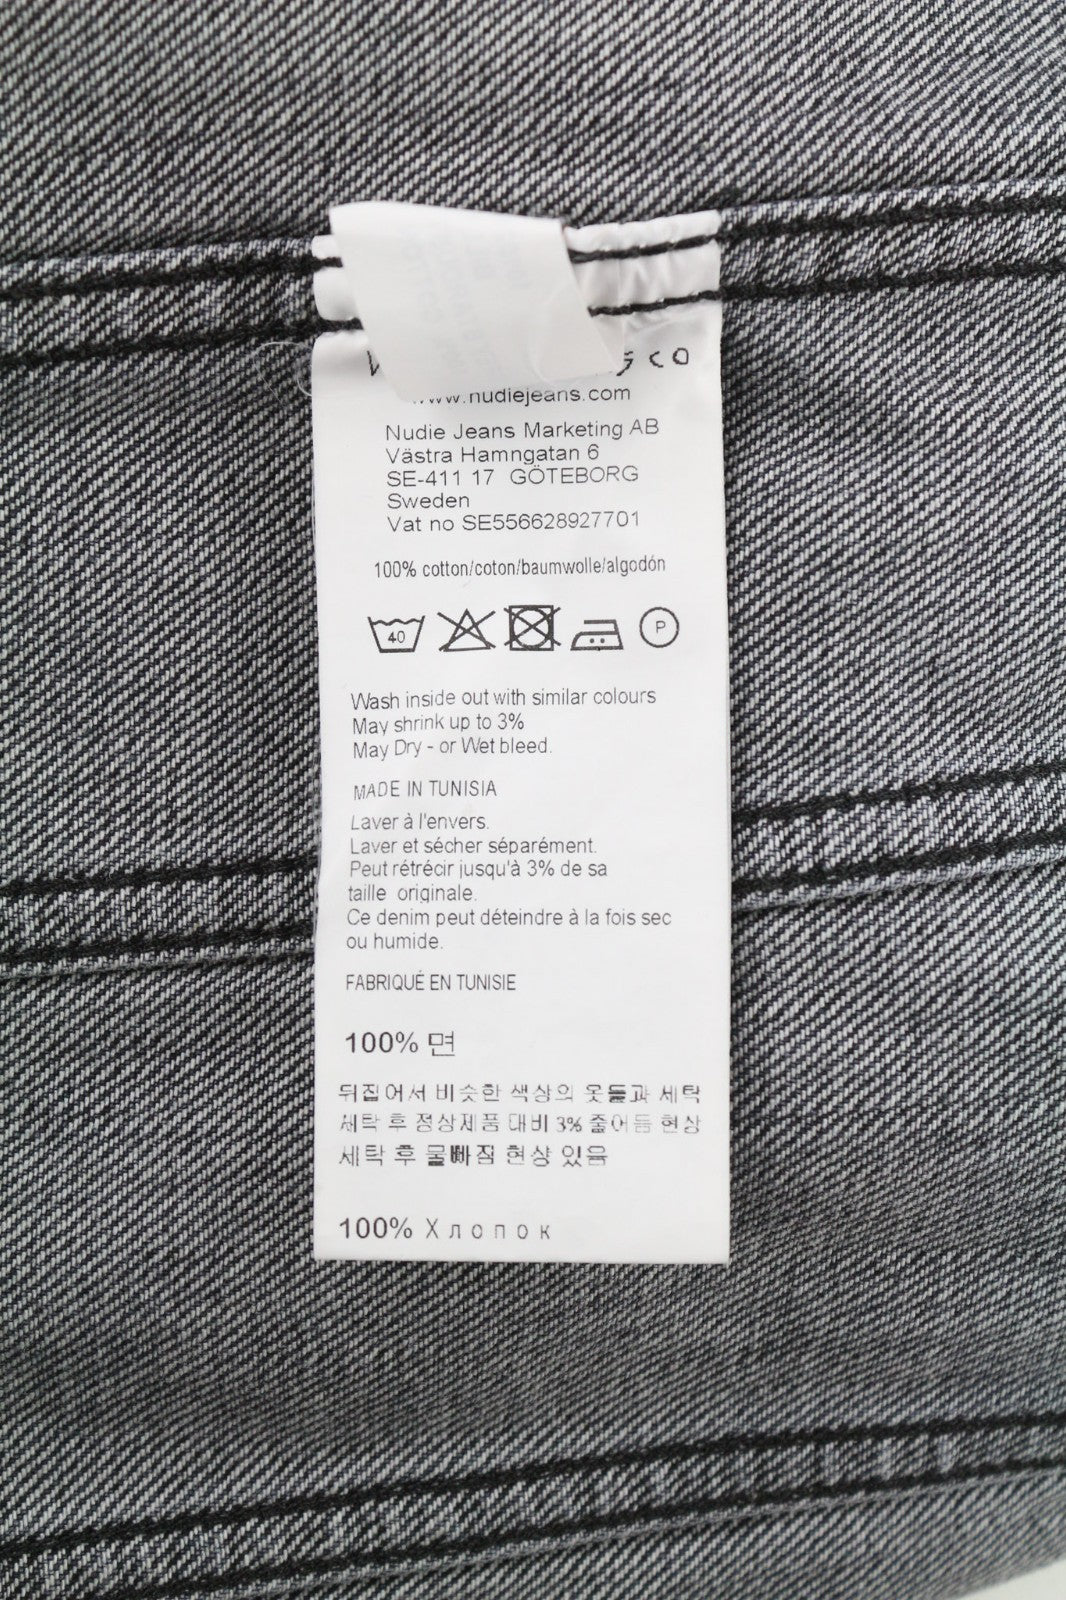 www.nudiejeans.com
Nudie Jeans Marketing AB
Västra Hamngatan 6
SE-411 17 GÖTEBORG
Sweden
Vat no SE556628927701
100% cotton/coton/baumwolle/algodón
40 P
Wash inside out with similar colours
May shrink up to 3%
May Dry - or Wet bleed.
MADE IN TUNISIA
Laver à l'envers.
Laver et sécher séparément.
Peut rétrécir jusqu'à 3% de sa
taille originale.
Ce denim peut déteindre à la fois sec
ou humide.
FABRIQUÉ EN TUNISIE
100% 면
뒤집어서 비슷한 색상의 옷들과 세탁
세탁 후 정상제품 대비 3% 줄어듬 현상
세탁 후 물빠짐 현상 있음
100% Хлопок